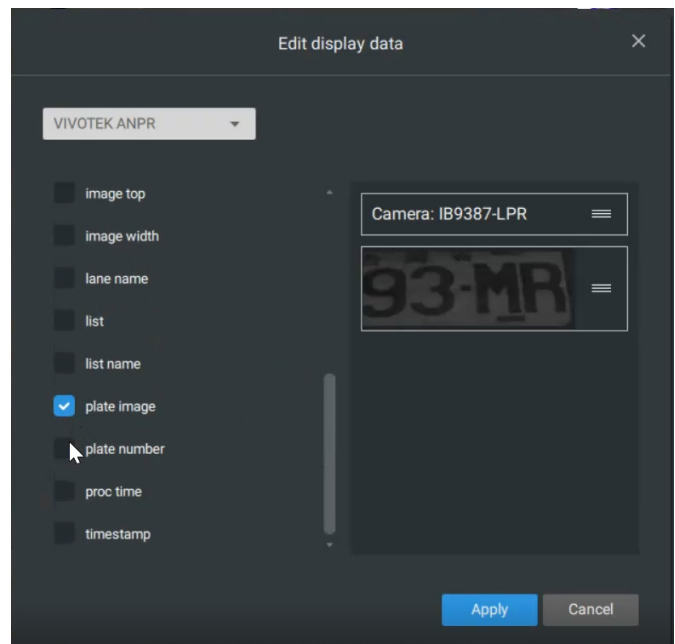 Edit display data
VIVOTEK ANPR
image top
image width
lane name
list
list name
plate image
plate number
proc time
timestamp
Camera: IB9387-LPR
93-MR
Apply
Cancel